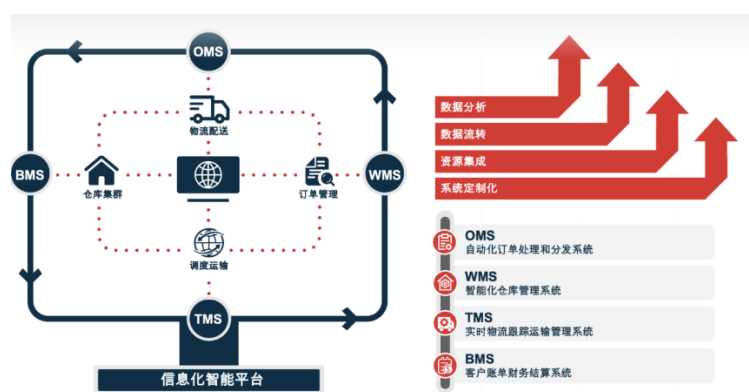 OMS
物流配送
BMS
仓库集群
订单管理
WMS
调度运输
TMS
信息化智能平台
数据分析
数据流转
资源集成
系统定制化
OMS
自动化订单处理和分发系统
WMS
智能化仓库管理系统
TMS
实时物流跟踪运输管理系统
BMS
客户账单财务结算系统